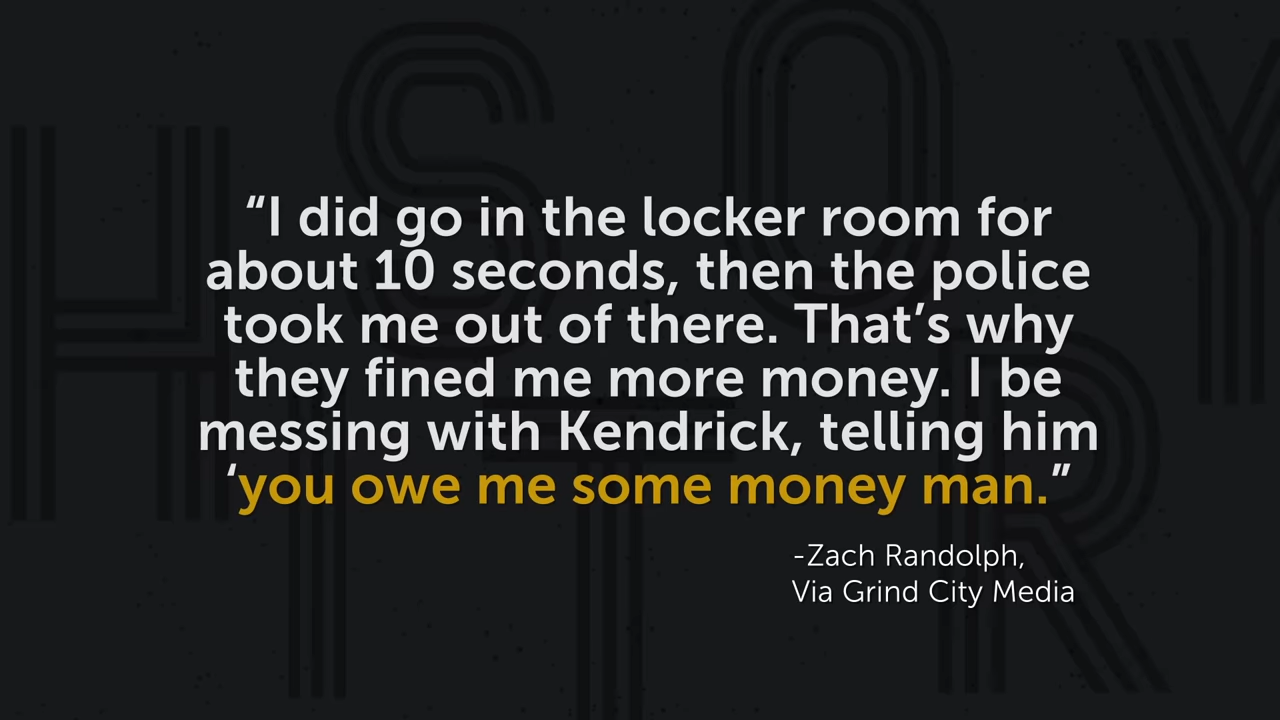 “I did go in the locker room for
about 10 seconds, then the police
took me out of there. That’s why
they fined me more money. I be
messing with Kendrick, telling him
‘you owe me some money man.”
-Zach Randolph,
Via Grind City Media